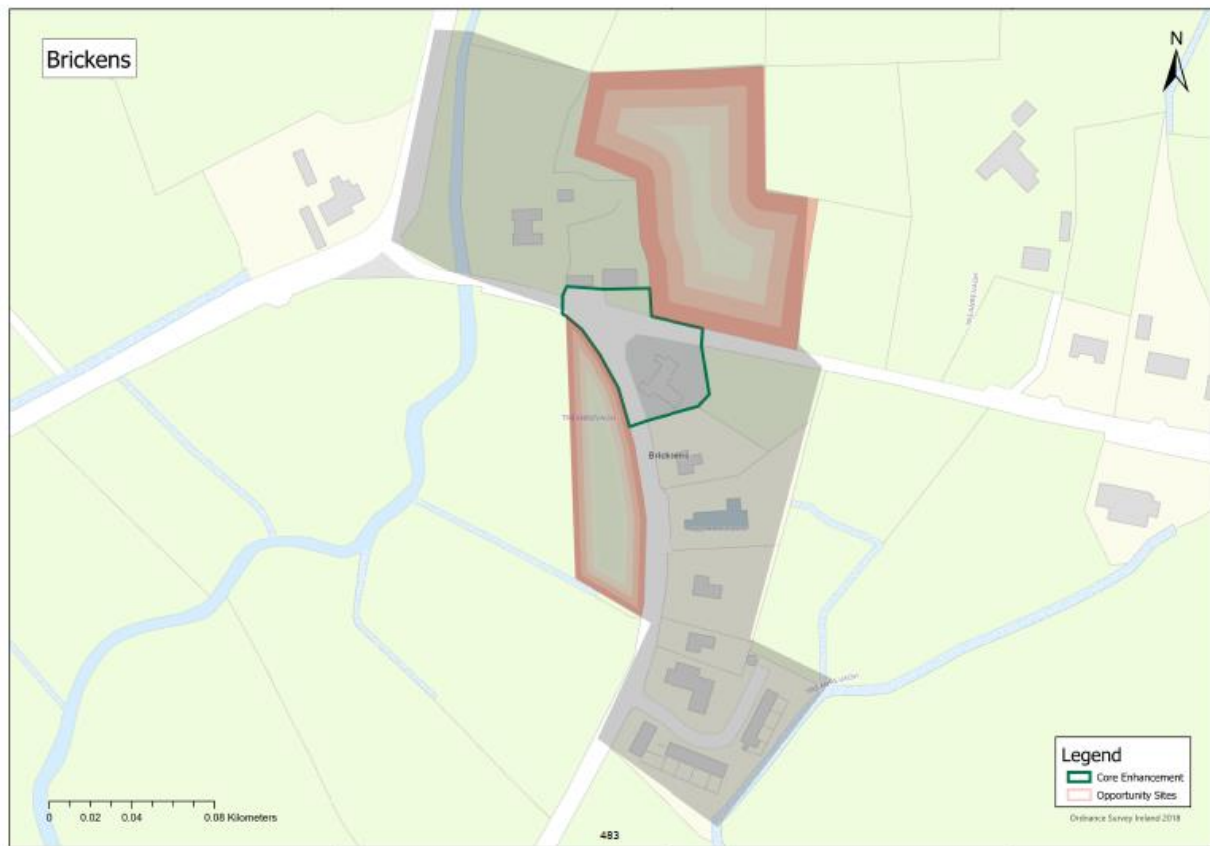 Brickens
N
Brickens
0 0.02 0.04 0.08 Kilometers
483
Legend
Core Enhancement
Opportunity Sites
Ordnance Survey Ireland 2018